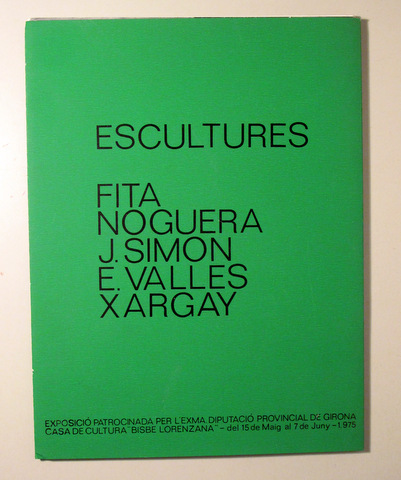 ESCULTURES
FITA
NOGUERA
J. SIMON
E. VALLES
XARGAY
EXPOSICIÓ PATROCINADA PER L'EXMA. DIPUTACIÓ PROVINCIAL DE GIRONA
CASA DE CULTURA "BISBE LORENZANA" - del 15 de Maig al 7 de Juny - 1.975